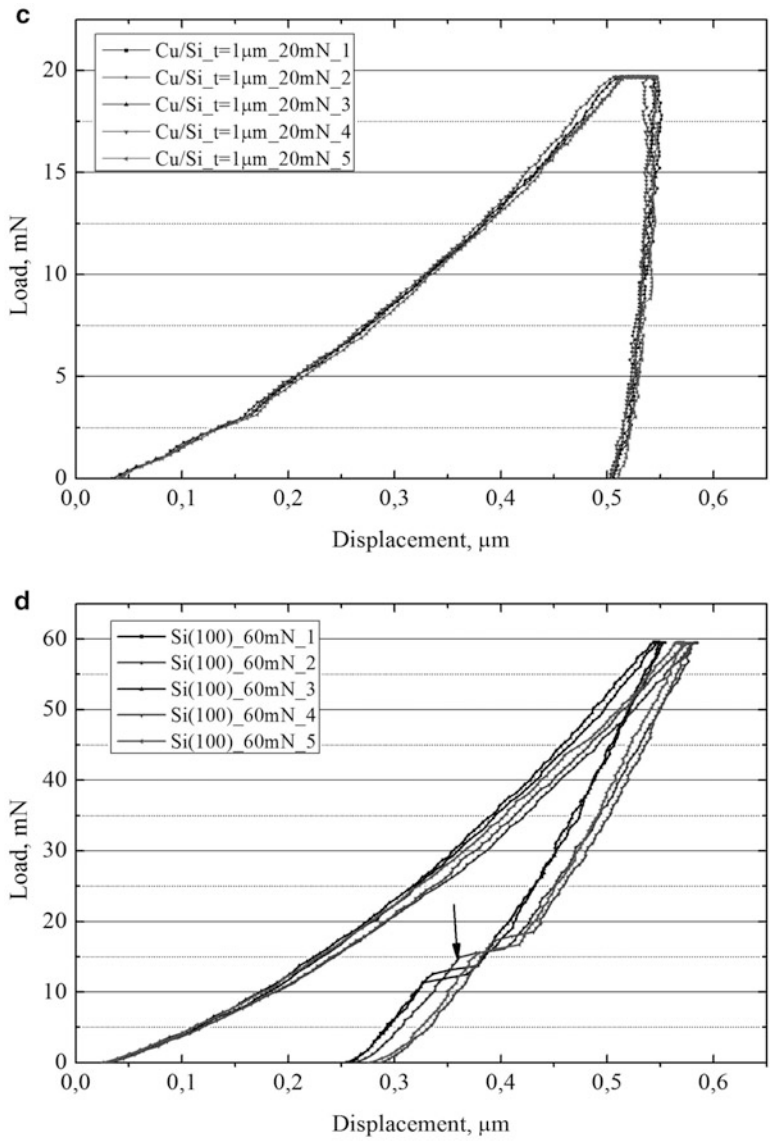 c
Cu/Si_t=1μm_20mN_1
Cu/Si_t=1μm_20mN_2
Cu/Si_t=1μm_20mN_3
Cu/Si_t=1μm_20mN_4
Cu/Si_t=1μm_20mN_5
20
15
10
5
0
Load, mN
0,0 0,1 0,2 0,3 0,4 0,5 0,6
Displacement, μm
d
Si(100)_60mN_1
Si(100)_60mN_2
Si(100)_60mN_3
Si(100)_60mN_4
Si(100)_60mN_5
60
50
40
30
20
10
0
Load, mN
0,0 0,1 0,2 0,3 0,4 0,5 0,6
Displacement, μm